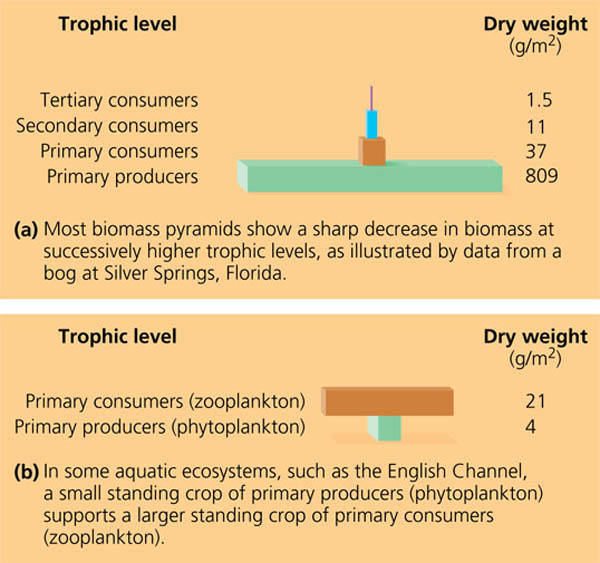 Trophic level Dry weight
(g/m²)
Tertiary consumers 1.5
Secondary consumers 11
Primary consumers 37
Primary producers 809
(a) Most biomass pyramids show a sharp decrease in biomass at
successively higher trophic levels, as illustrated by data from a
bog at Silver Springs, Florida.
Trophic level Dry weight
(g/m²)
Primary consumers (zooplankton) 21
Primary producers (phytoplankton) 4
(b) In some aquatic ecosystems, such as the English Channel,
a small standing crop of primary producers (phytoplankton)
supports a larger standing crop of primary consumers
(zooplankton).